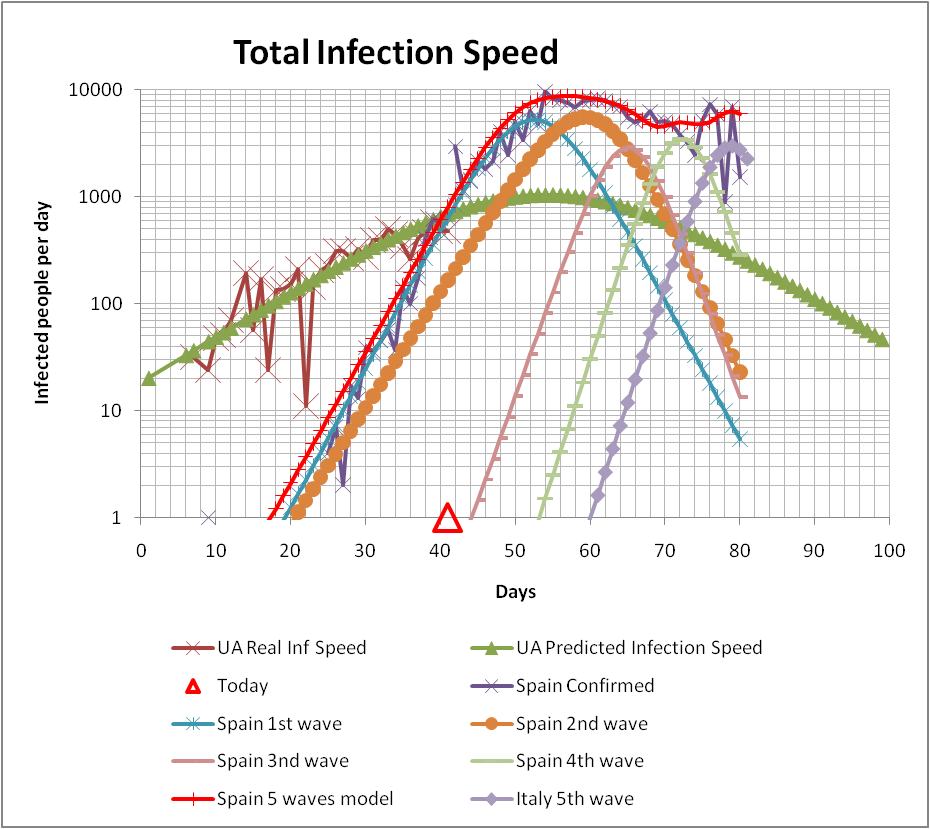 Total Infection Speed
Infected people per day
10000
1000
100
10
1
0 10 20 30 40 50 60 70 80 90 100
Days
UA Real Inf Speed UA Predicted Infection Speed
Today Spain Confirmed
Spain 1st wave Spain 2nd wave
Spain 3nd wave Spain 4th wave
Spain 5 waves model Italy 5th wave